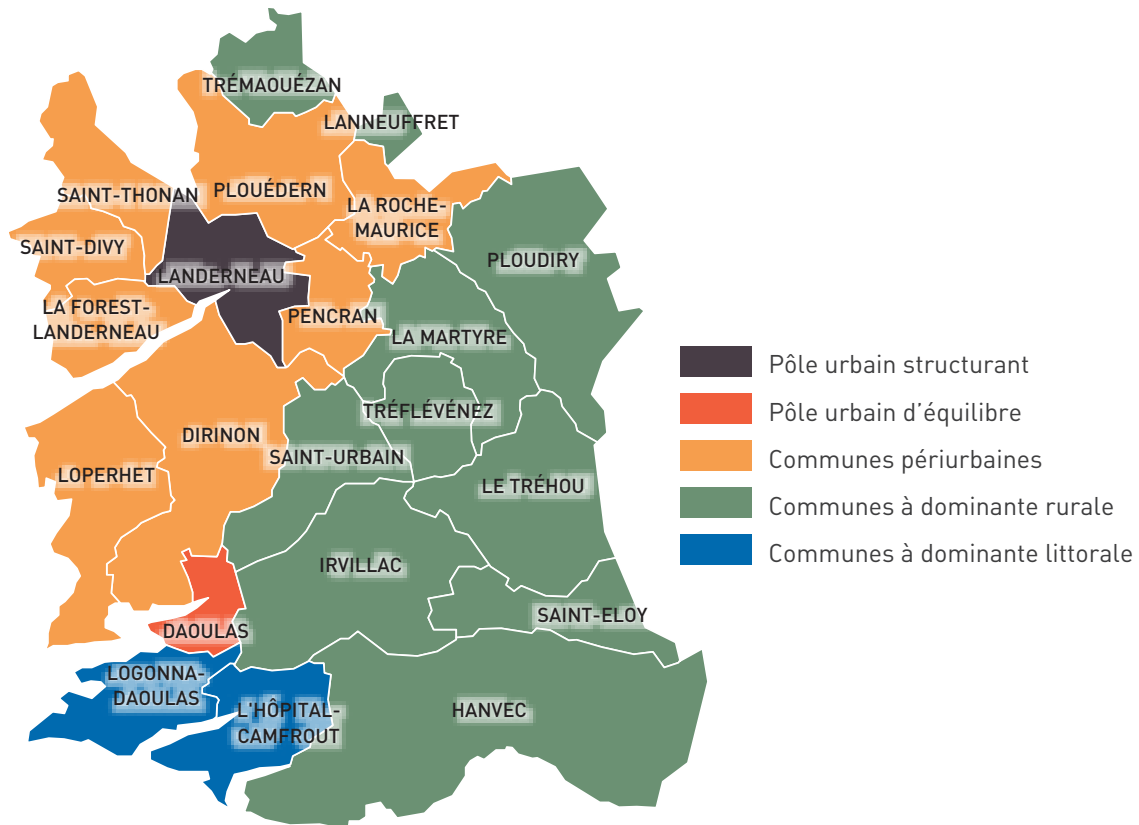 TRÉMAOUÉZAN
LANNEUFFRET
SAINT-THONAN
PLOUÉDERN
LA ROCHE-
MAURICE
SAINT-DIVY
PLOUDIRY
LANDERNEAU
LA FOREST-
LANDERNEAU
PENCRAN
LA MARTYRE
TRÉFLÉVÉNEZ
DIRINON
SAINT-URBAIN
LOPERHET
LE TRÉHOU
IRVILLAC
SAINT-ELOY
DAOULAS
LOGONNA-
DAOULAS
L'HÔPITAL-
CAMFROUT
HANVEC
Pôle urbain structurant
Pôle urbain d'équilibre
Communes périurbaines
Communes à dominante rurale
Communes à dominante littorale